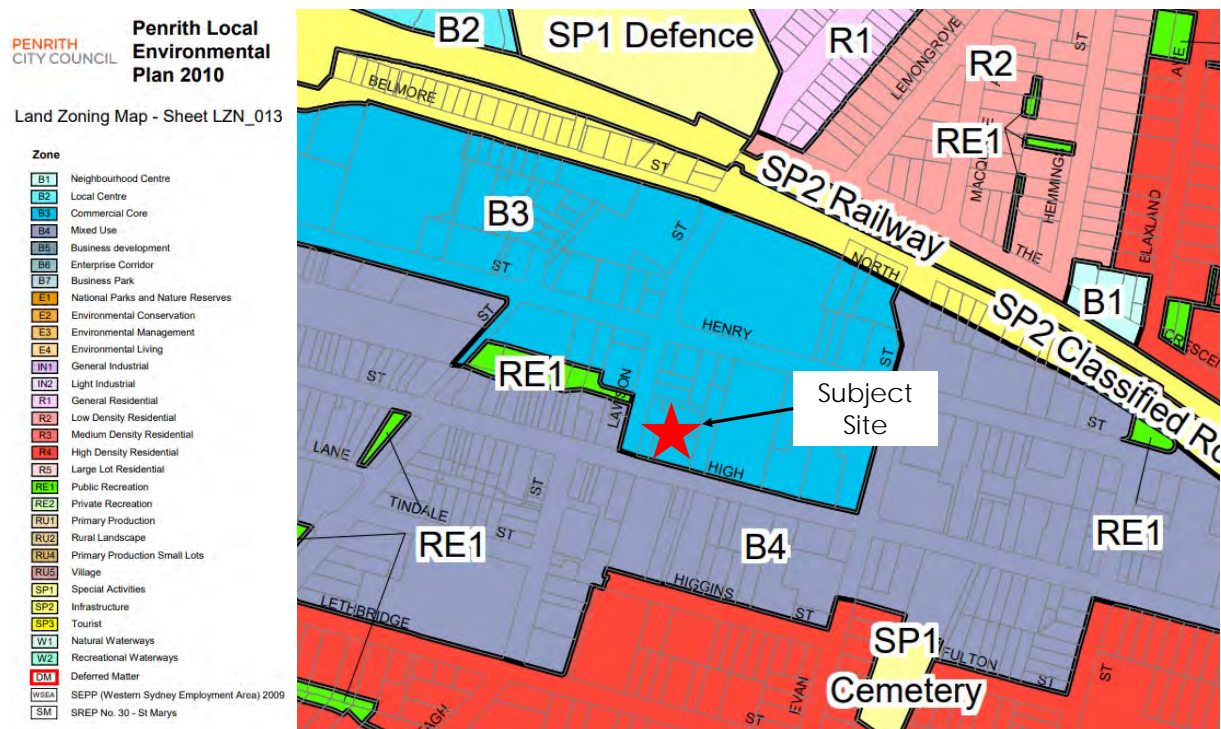 PENRITH
CITY COUNCIL
Penrith Local
Environmental
Plan 2010
Land Zoning Map - Sheet LZN_013
Zone
B1 Neighbourhood Centre
B2 Local Centre
B3 Commercial Core
B4 Mixed Use
B5 Business development
B6 Enterprise Corridor
B7 Business Park
E1 National Parks and Nature Reserves
E2 Environmental Conservation
E3 Environmental Management
E4 Environmental Living
IN1 General Industrial
IN2 Light Industrial
R1 General Residential
R2 Low Density Residential
R3 Medium Density Residential
R4 High Density Residential
R5 Large Lot Residential
RE1 Public Recreation
RE2 Private Recreation
RU1 Primary Production
RU2 Rural Landscape
RU4 Primary Production Small Lots
RU5 Village
SP1 Special Activities
SP2 Infrastructure
SP3 Tourist
W1 Natural Waterways
W2 Recreational Waterways
DM Deferred Matter
WSEA SEPP (Western Sydney Employment Area) 2009
SM SREP No. 30 - St Marys
B2
SP1 Defence
R1
LEMONGROVE
R2
ST
AVE
BELMORE
ST
RE1
MACQUARIE
HEMMINGS
THE
BLAXLAND
SP2 Railway
B3
ST
ST
NORTH
B1
CRESCENT
HENRY
ST
ST
SP2 Classified Ro
RE1
LAWSON
Subject
Site
ST
HIGH
ST
LANE
TINDALE
ST
ST
RE1
B4
RE1
HIGGINS
ST
LETHBRIDGE
SP1
Cemetery
FULTON
ST
ST
EVAN
ST